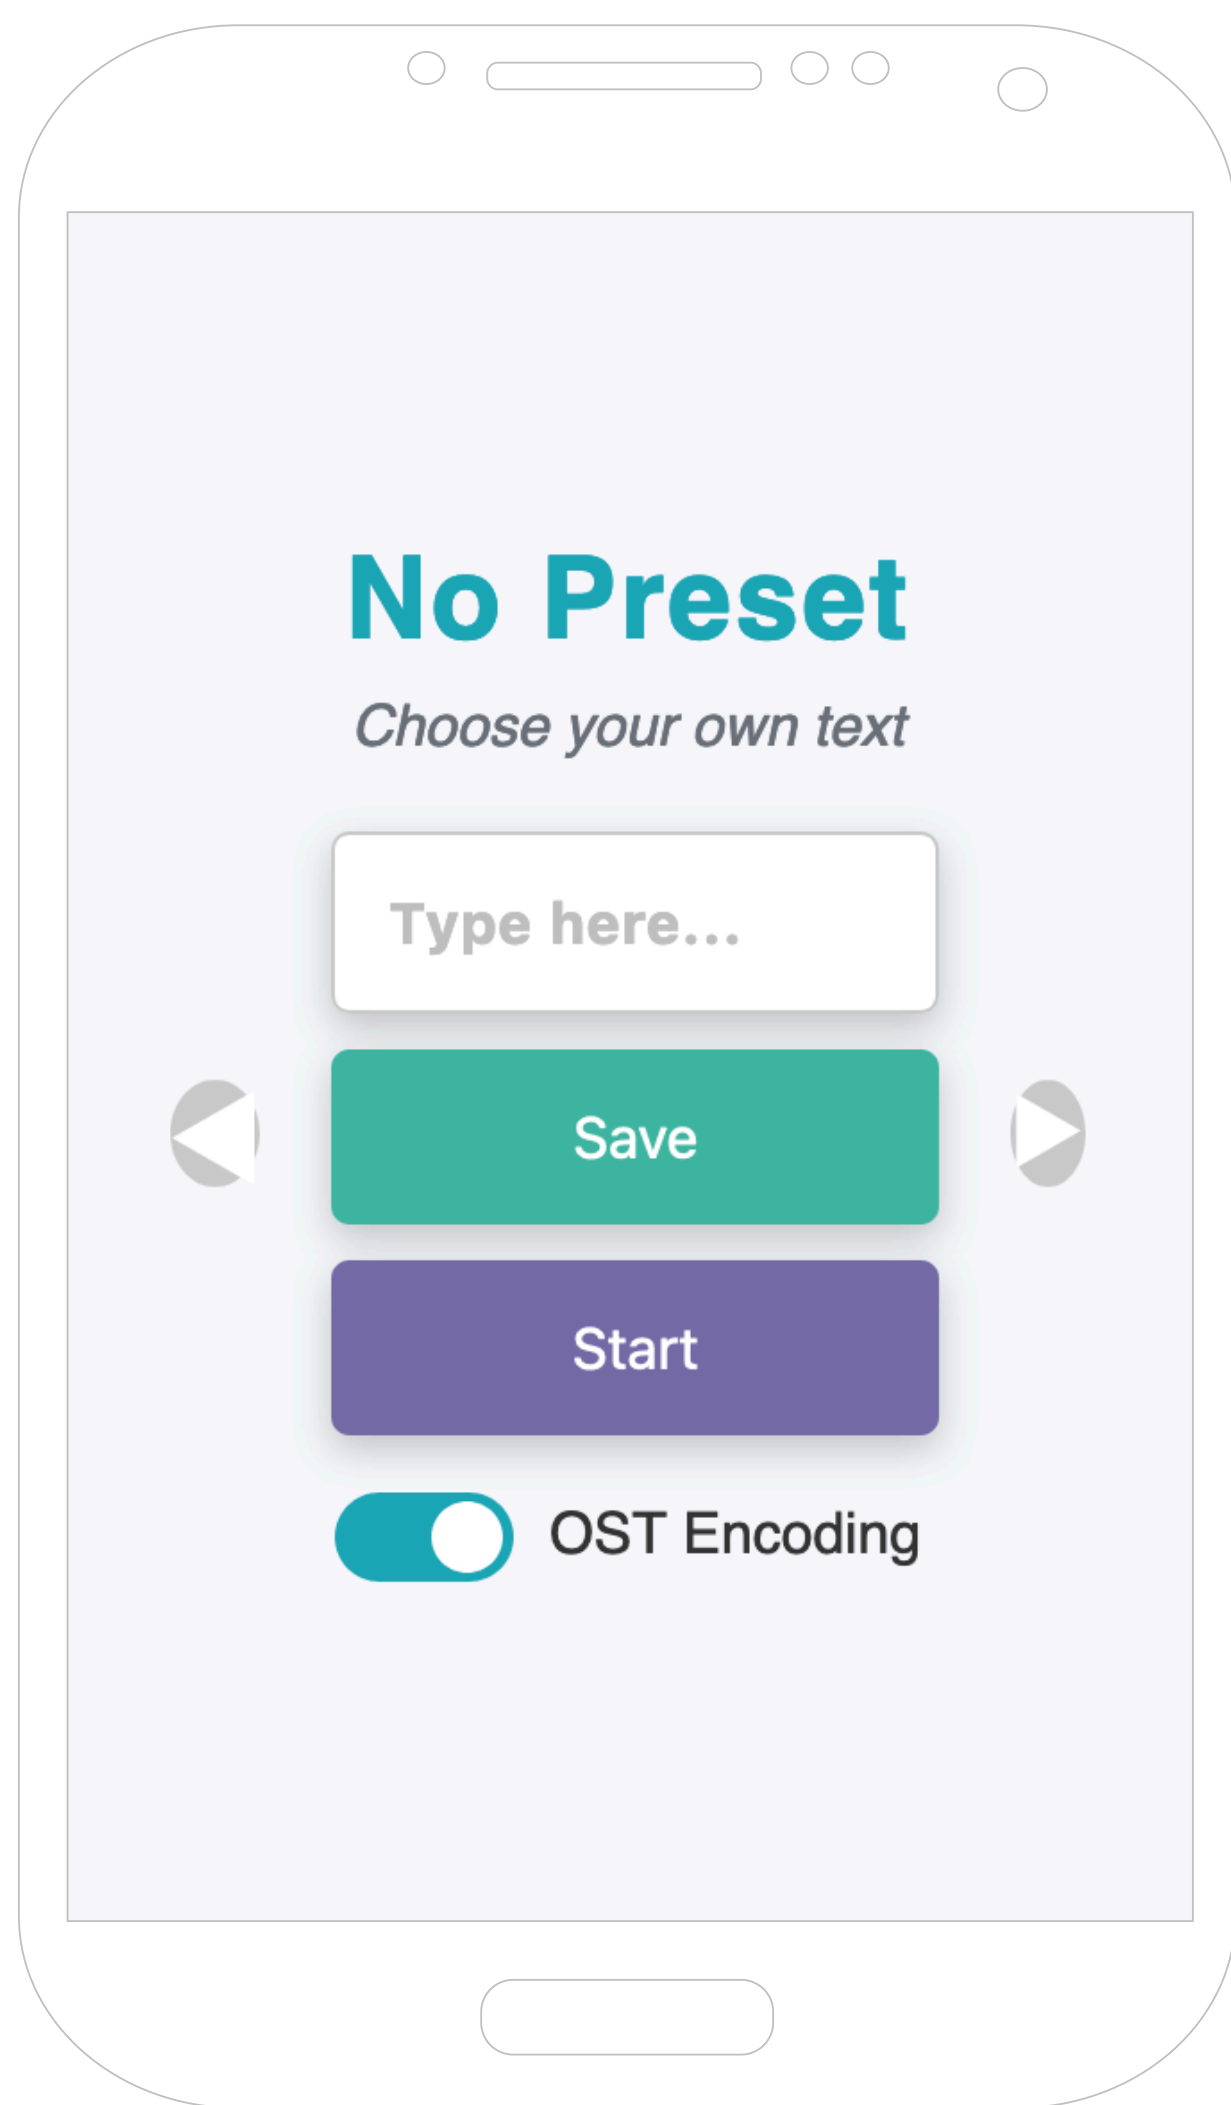 No Preset
Choose your own text
Type here...
Save
Start
OST Encoding